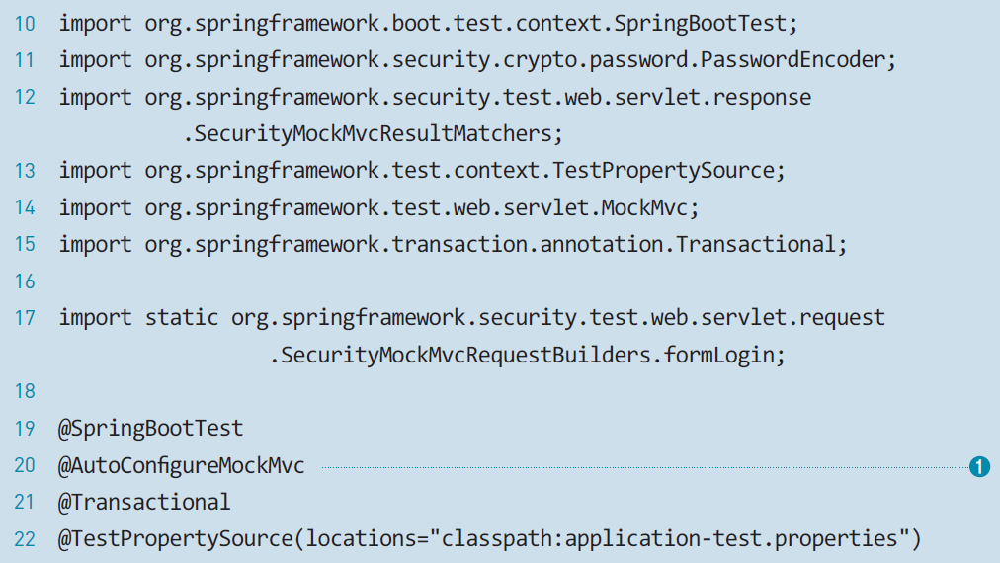 10 import org.springframework.boot.test.context.SpringBootTest;
11 import org.springframework.security.crypto.password.PasswordEncoder;
12 import org.springframework.security.test.web.servlet.response
.SecurityMockMvcResultMatchers;
13 import org.springframework.test.context.TestPropertySource;
14 import org.springframework.test.web.servlet.MockMvc;
15 import org.springframework.transaction.annotation.Transactional;
16
17 import static org.springframework.security.test.web.servlet.request
.SecurityMockMvcRequestBuilders.formLogin;
18
19 @SpringBootTest
20 @AutoConfigureMockMvc ❶
21 @Transactional
22 @TestPropertySource(locations="classpath:application-test.properties")